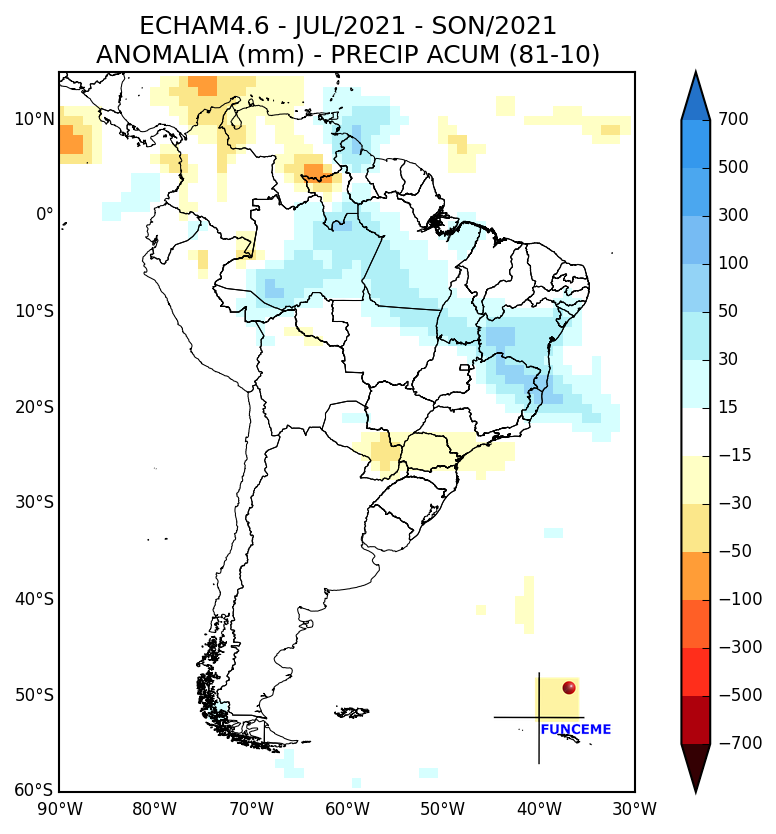 ECHAM4.6 - JUL/2021 - SON/2021
ANOMALIA (mm) - PRECIP ACUM (81-10)
10°N
0°
10°S
20°S
30°S
40°S
50°S
60°S
90°W 80°W 70°W 60°W 50°W 40°W 30°W
700
500
300
100
50
30
15
−15
−30
−50
−100
−300
−500
−700
FUNCEME